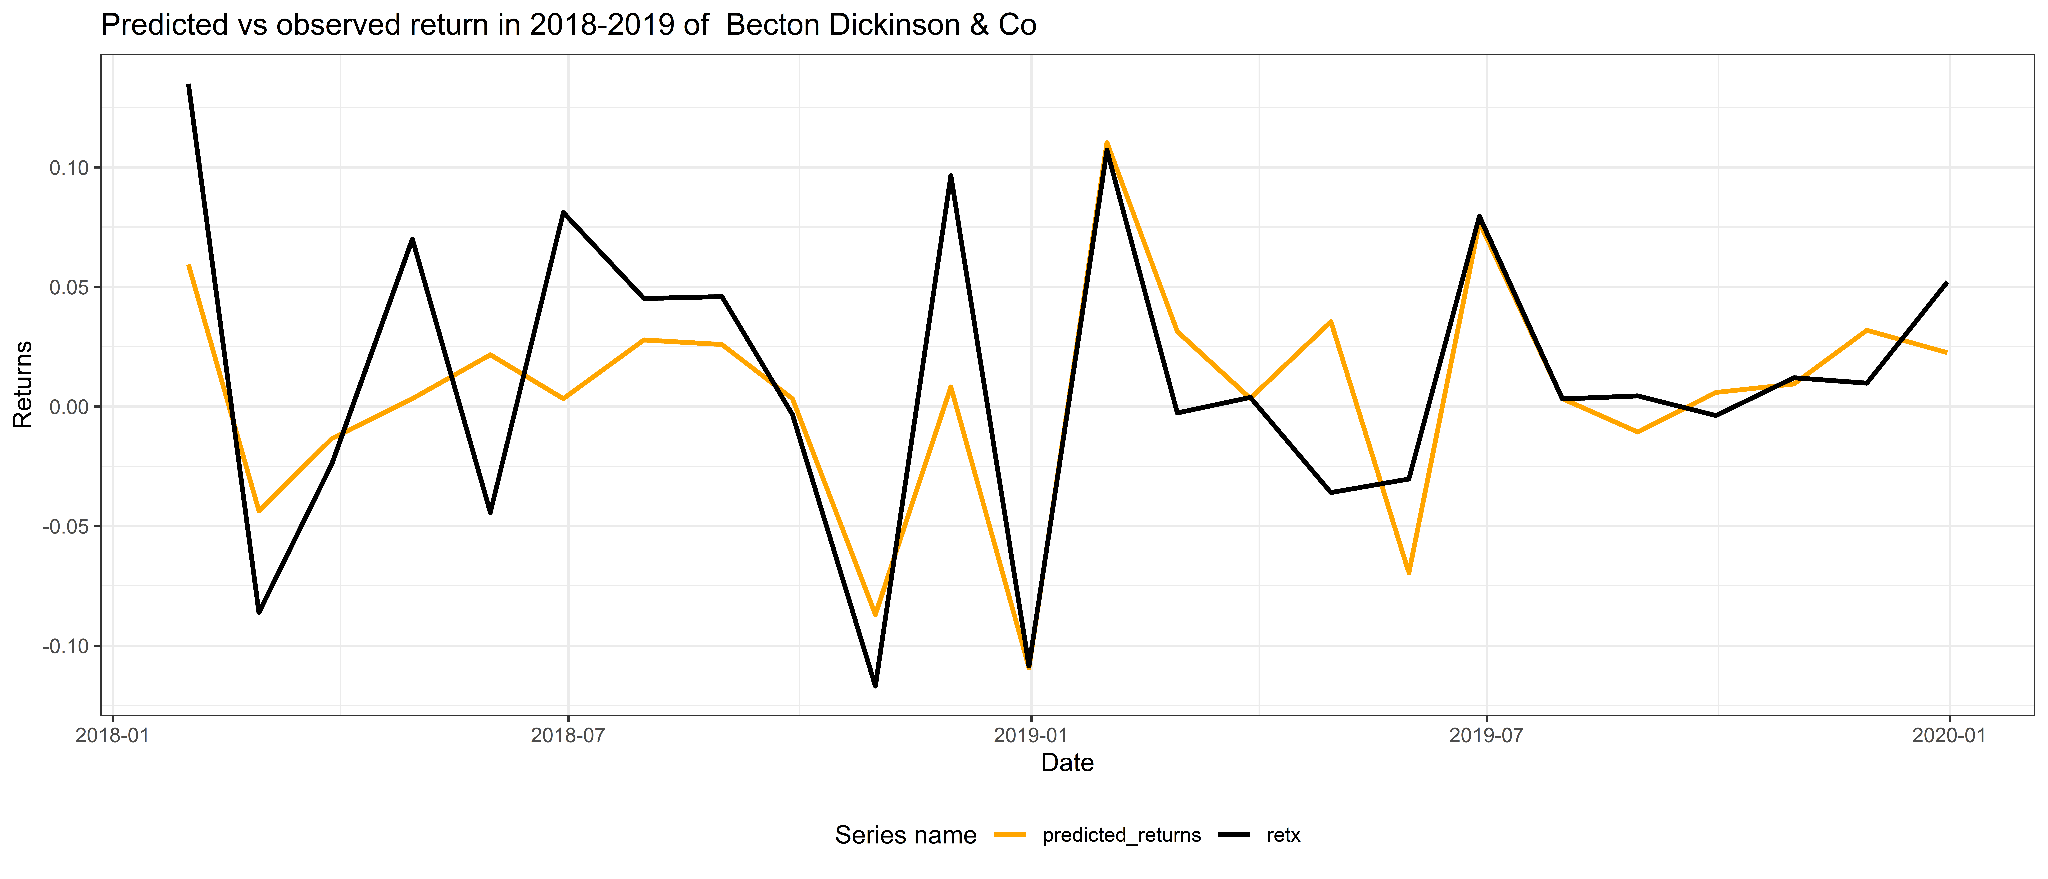 Predicted vs observed return in 2018-2019 of  Becton Dickinson & Co
Returns
0.10
0.05
0.00
-0.05
-0.10
2018-01 2018-07 2019-01 2019-07 2020-01
Date
Series name predicted_returns retx